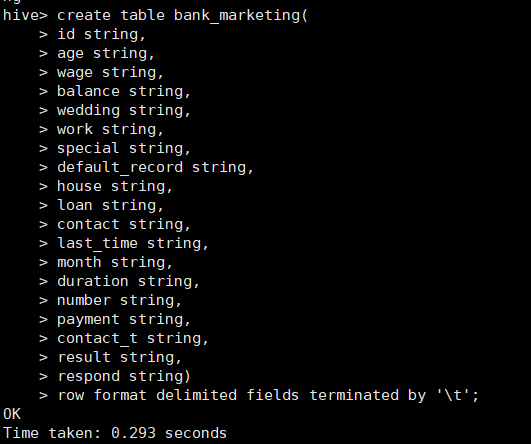 hive> create table bank_marketing(
    > id string,
    > age string,
    > wage string,
    > balance string,
    > wedding string,
    > work string,
    > special string,
    > default_record string,
    > house string,
    > loan string,
    > contact string,
    > last_time string,
    > month string,
    > duration string,
    > number string,
    > payment string,
    > contact_t string,
    > result string,
    > respond string)
    > row format delimited fields terminated by '\t';
OK
Time taken: 0.293 seconds